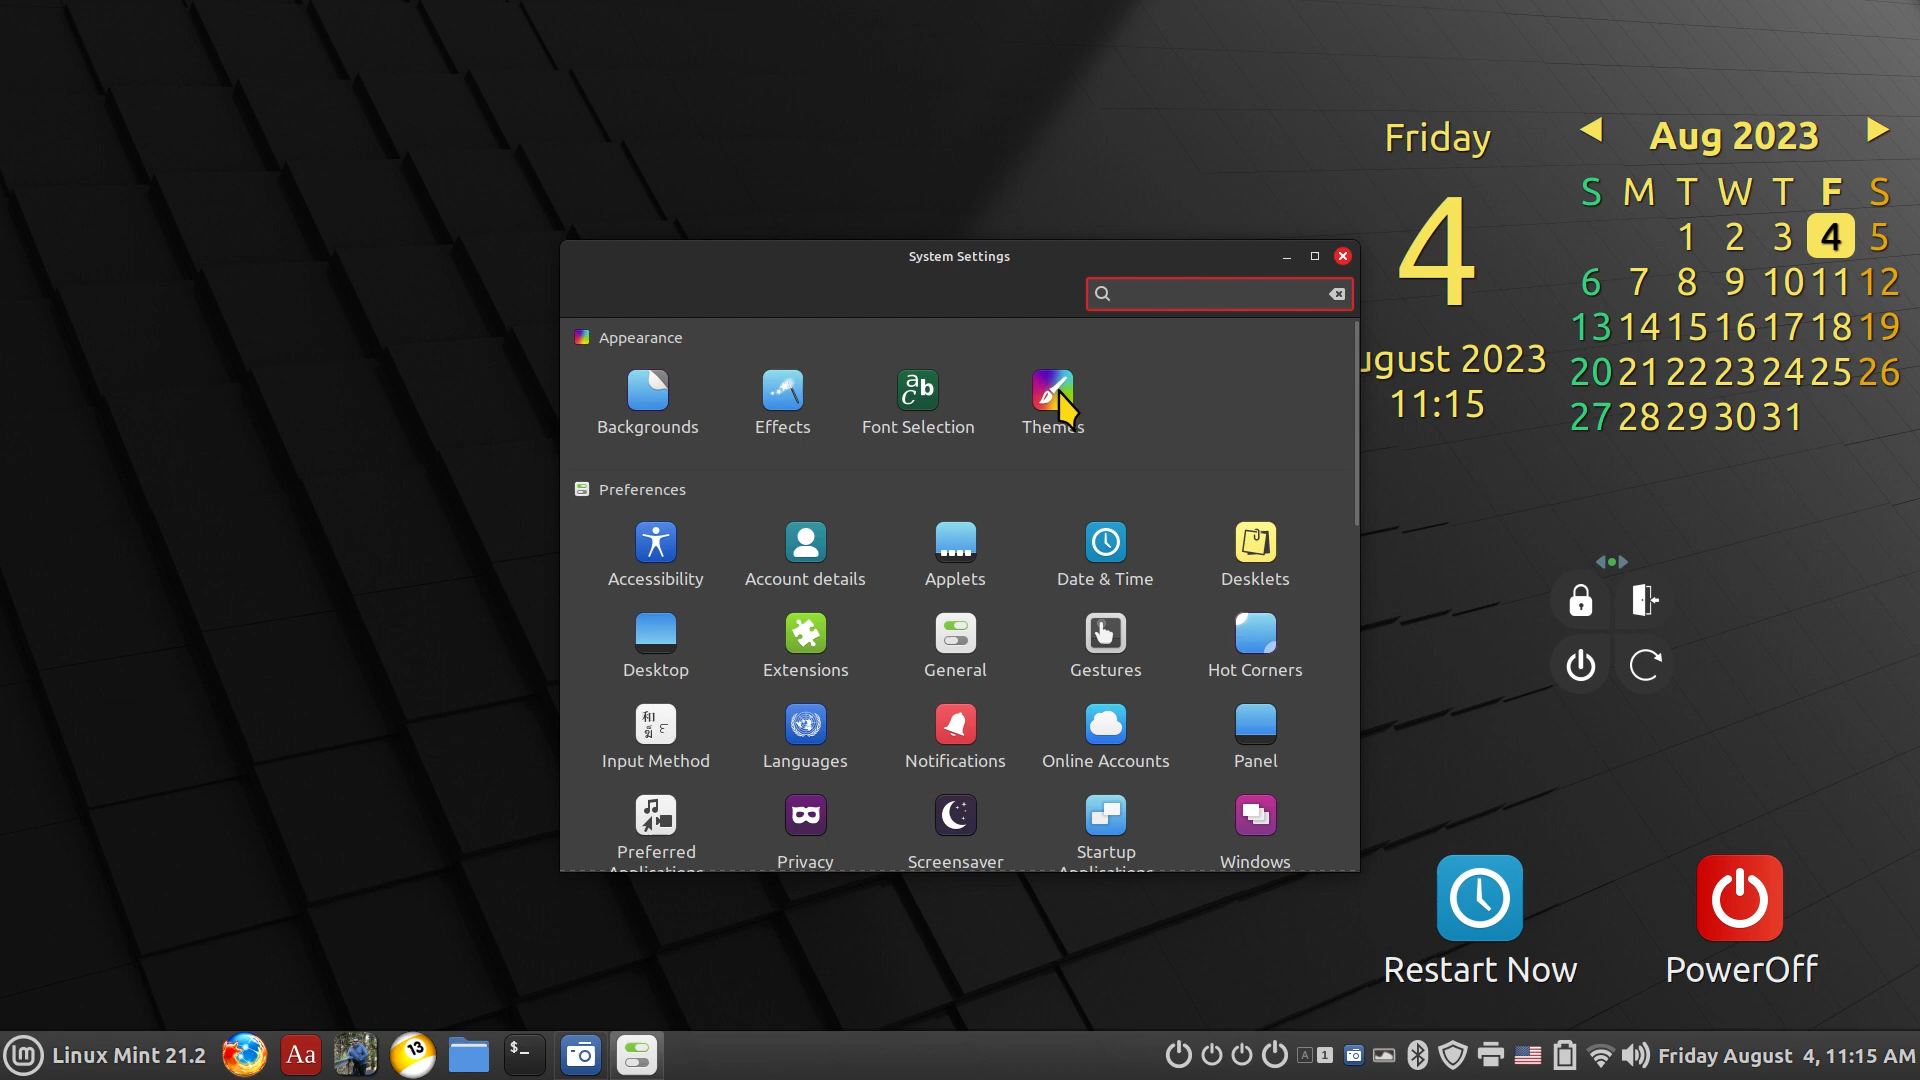 System Settings
Appearance
Backgrounds
Effects
Font Selection
Themes
Preferences
Accessibility
Account details
Applets
Date & Time
Desklets
Desktop
Extensions
General
Gestures
Hot Corners
Input Method
Languages
Notifications
Online Accounts
Panel
Preferred
Applications
Privacy
Screensaver
Startup
Applications
Windows
Friday
4
ugust 2023
11:15
Aug 2023
S M T W T F S
1 2 3 4 5
6 7 8 9 10 11 12
13 14 15 16 17 18 19
20 21 22 23 24 25 26
27 28 29 30 31
Restart Now
PowerOff
Linux Mint 21.2
Aa
13
$_
A
1
Friday August  4, 11:15 AM